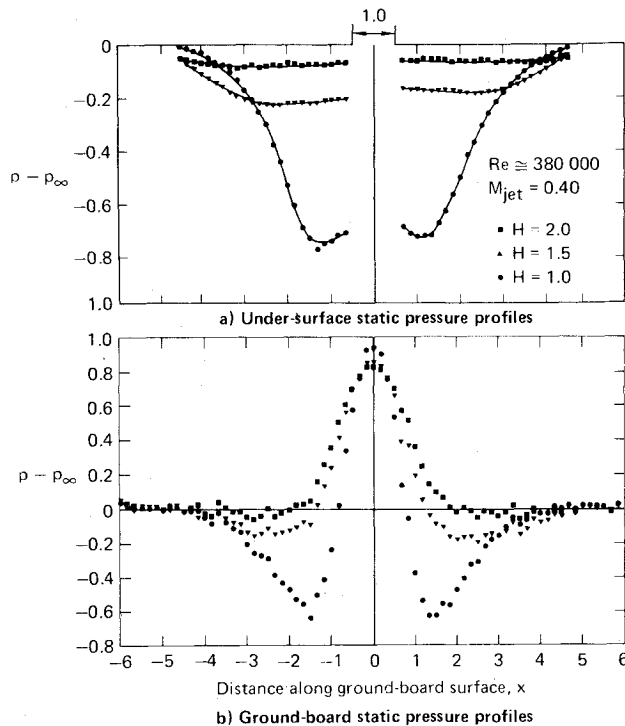 1.0
0
−0.2
−0.4
−0.6
−0.8
1.0
p − p∞
Re ≅ 380 000
Mjet = 0.40
■ H = 2.0
▲ H = 1.5
● H = 1.0
a) Under-surface static pressure profiles
1.0
0.8
0.6
0.4
0.2
0
−0.2
−0.4
−0.6
−0.8
p − p∞
−6 −5 −4 −3 −2 −1 0 1 2 3 4 5 6
Distance along ground-board surface, x
b) Ground-board static pressure profiles